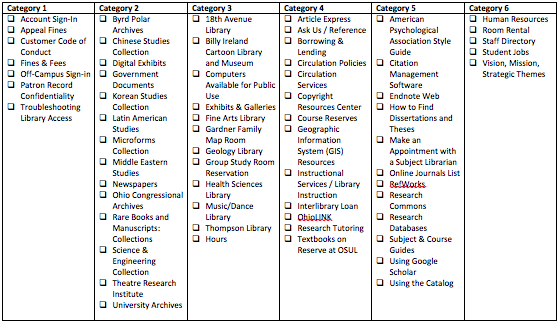 Category 1
Account Sign-In
Appeal Fines
Customer Code of
Conduct
Fines & Fees
Off-Campus Sign-in
Patron Record
Confidentiality
Troubleshooting
Library Access
Category 2
Byrd Polar
Archives
Chinese Studies
Collection
Digital Exhibits
Government
Documents
Korean Studies
Collection
Latin American
Studies
Microforms
Collection
Middle Eastern
Studies
Newspapers
Ohio Congressional
Archives
Rare Books and
Manuscripts:
Collections
Science &
Engineering
Collection
Theatre Research
Institute
University Archives
Category 3
18th Avenue
Library
Billy Ireland
Cartoon Library
and Museum
Computers
Available for Public
Use
Exhibits & Galleries
Fine Arts Library
Gardner Family
Map Room
Geology Library
Group Study Room
Reservation
Health Sciences
Library
Music/Dance
Library
Thompson Library
Hours
Category 4
Article Express
Ask Us / Reference
Borrowing &
Lending
Circulation Policies
Circulation
Services
Copyright
Resources Center
Course Reserves
Geographic
Information
System (GIS)
Resources
Instructional
Services / Library
Instruction
Interlibrary Loan
OhioLINK
Research Tutoring
Textbooks on
Reserve at OSUL
Category 5
American
Psychological
Association Style
Guide
Citation
Management
Software
Endnote Web
How to Find
Dissertations and
Theses
Make an
Appointment with
a Subject Librarian
Online Journals List
RefWorks
Research
Commons
Research
Databases
Subject & Course
Guides
Using Google
Scholar
Using the Catalog
Category 6
Human Resources
Room Rental
Staff Directory
Student Jobs
Vision, Mission,
Strategic Themes